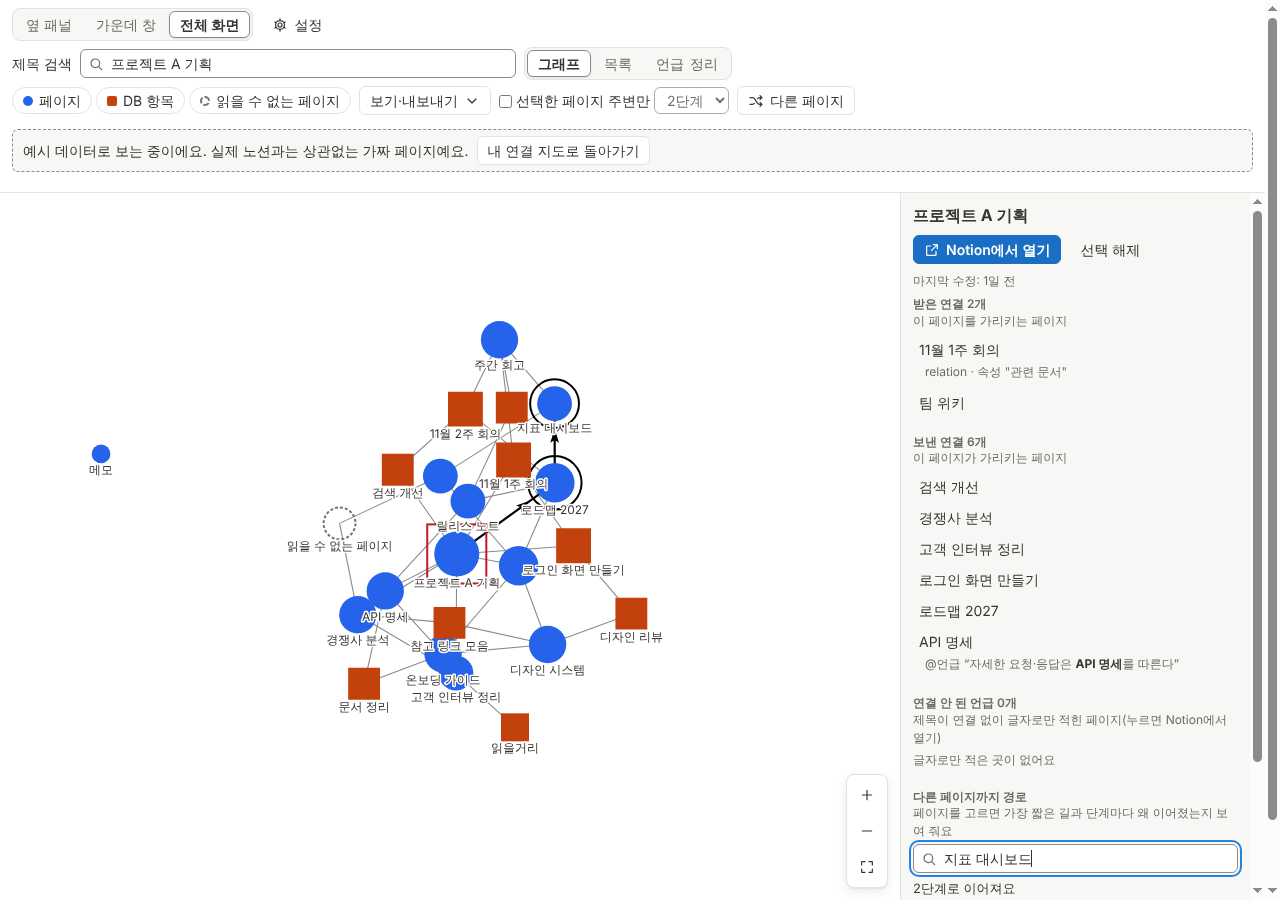 옆 패널
가운데 창
전체 화면
설정
제목 검색
프로젝트 A 기획
그래프
목록
언급 정리
페이지
DB 항목
읽을 수 없는 페이지
보기·내보내기
선택한 페이지 주변만
2단계
다른 페이지
예시 데이터로 보는 중이에요. 실제 노션과는 상관없는 가짜 페이지예요.
내 연결 지도로 돌아가기
주간 회고
지표 대시보드
11월 2주 회의
메모
11월 1주 회의
검색 개선
로드맵 2027
릴리스 노트
읽을 수 없는 페이지
로그인 화면 만들기
프로젝트 A 기획
API 명세
디자인 리뷰
경쟁사 분석
참고 링크 모음
디자인 시스템
온보딩 가이드
고객 인터뷰 정리
문서 정리
읽을거리
프로젝트 A 기획
Notion에서 열기
선택 해제
마지막 수정: 1일 전
받은 연결 2개
이 페이지를 가리키는 페이지
11월 1주 회의
relation · 속성 "관련 문서"
팀 위키
보낸 연결 6개
이 페이지가 가리키는 페이지
검색 개선
경쟁사 분석
고객 인터뷰 정리
로그인 화면 만들기
로드맵 2027
API 명세
@언급 “자세한 요청·응답은 API 명세를 따른다”
연결 안 된 언급 0개
제목이 연결 없이 글자로만 적힌 페이지(누르면 Notion에서
열기)
글자로만 적은 곳이 없어요
다른 페이지까지 경로
페이지를 고르면 가장 짧은 길과 단계마다 왜 이어졌는지 보
여 줘요
지표 대시보드
2단계로 이어져요